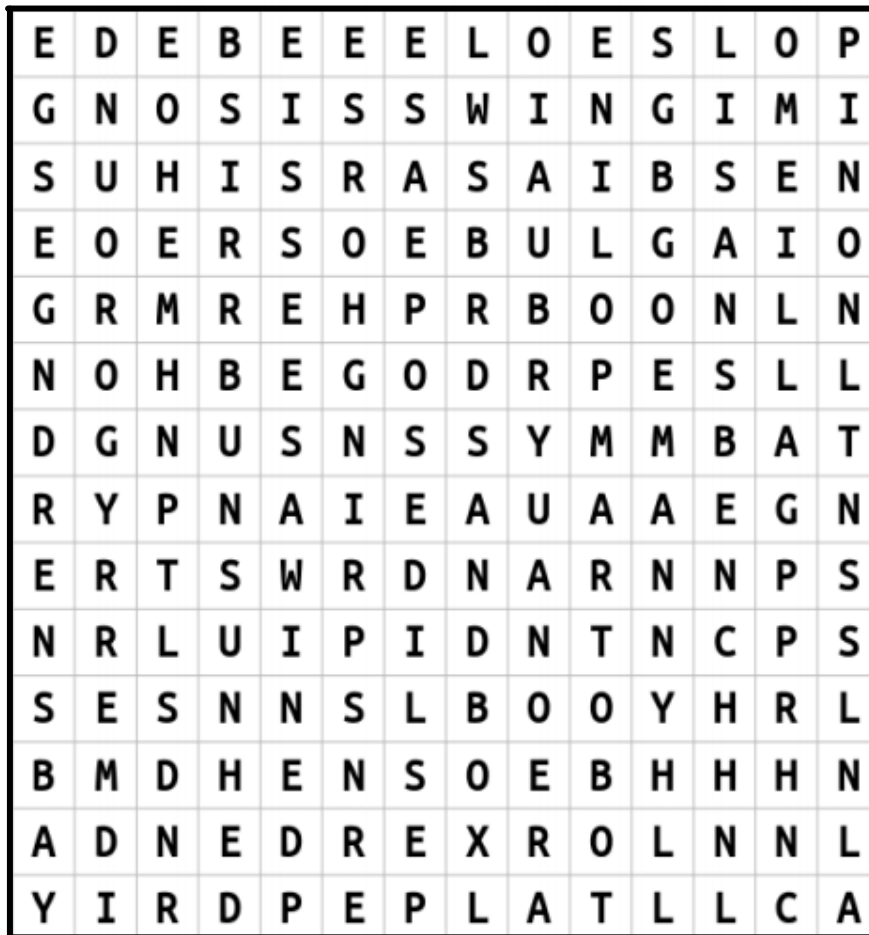 E D E B E E E L O E S L O P
G N O S I S S W I N G I M I
S U H I S R A S A I B S E N
E O E R S O E B U L G A I O
G R M R E H P R B O O N L N
N O H B E G O D R P E S L L
D G N U S N S S Y M M B A T
R Y P N A I E A U A A E G N
E R T S W R D N A R N N P S
N R L U I P I D N T N C P S
S E S N N S L B O O Y H R L
B M D H E N S O E B H H H N
A D N E D R E X R O L N N L
Y I R D P E P L A T L L C A